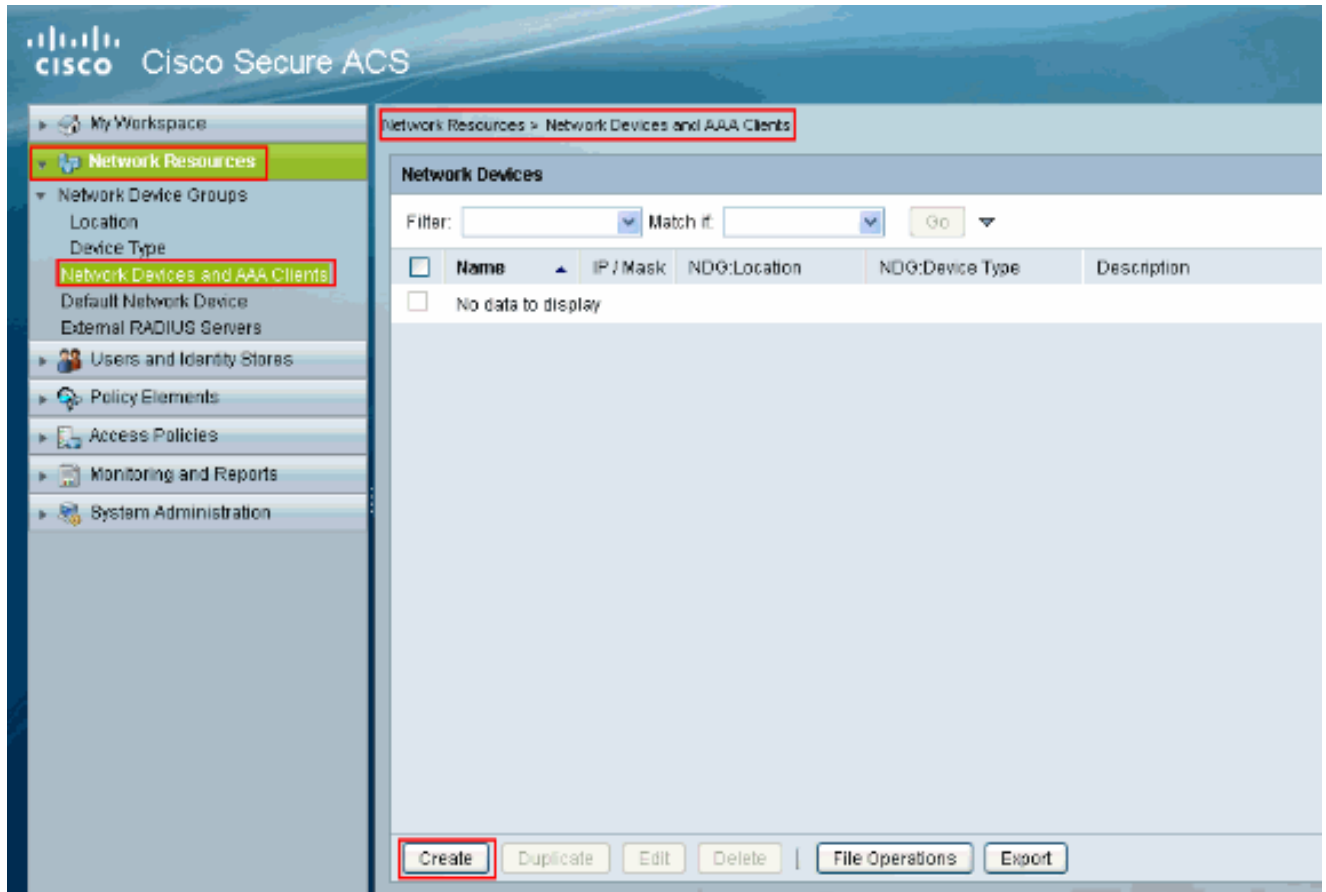 CISCO Cisco Secure ACS
My Workspace
Network Resources
Network Device Groups
Location
Device Type
Network Devices and AAA Clients
Default Network Device
External RADIUS Servers
Users and Identity Stores
Policy Elements
Access Policies
Monitoring and Reports
System Administration
Network Resources > Network Devices and AAA Clients
Network Devices
Filter: Match if: Go
Name IP / Mask NDG:Location NDG:Device Type Description
No data to display
Create Duplicate Edit Delete | File Operations Export